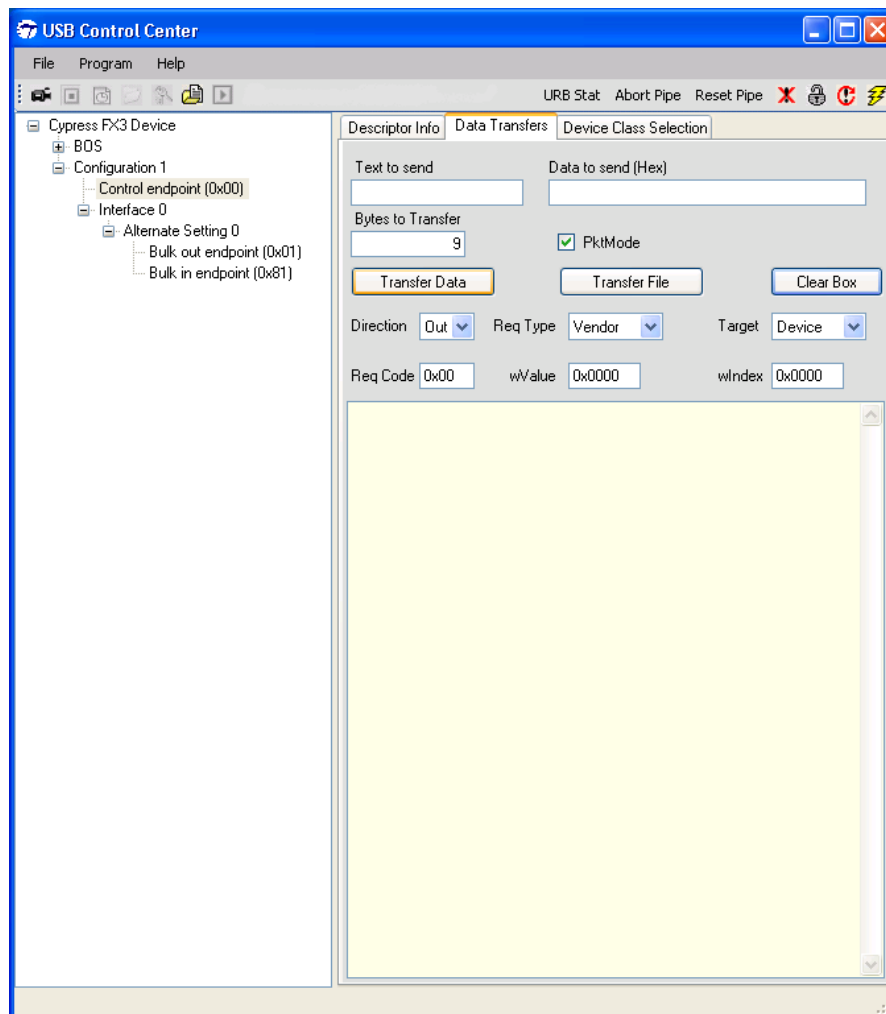 USB Control Center
File Program Help
URB Stat Abort Pipe Reset Pipe
Cypress FX3 Device
BOS
Configuration 1
Control endpoint (0x00)
Interface 0
Alternate Setting 0
Bulk out endpoint (0x01)
Bulk in endpoint (0x81)
Descriptor Info Data Transfers Device Class Selection
Text to send Data to send (Hex)
Bytes to Transfer
9 PktMode
Transfer Data Transfer File Clear Box
Direction Out Req Type Vendor Target Device
Req Code 0x00 wValue 0x0000 wIndex 0x0000